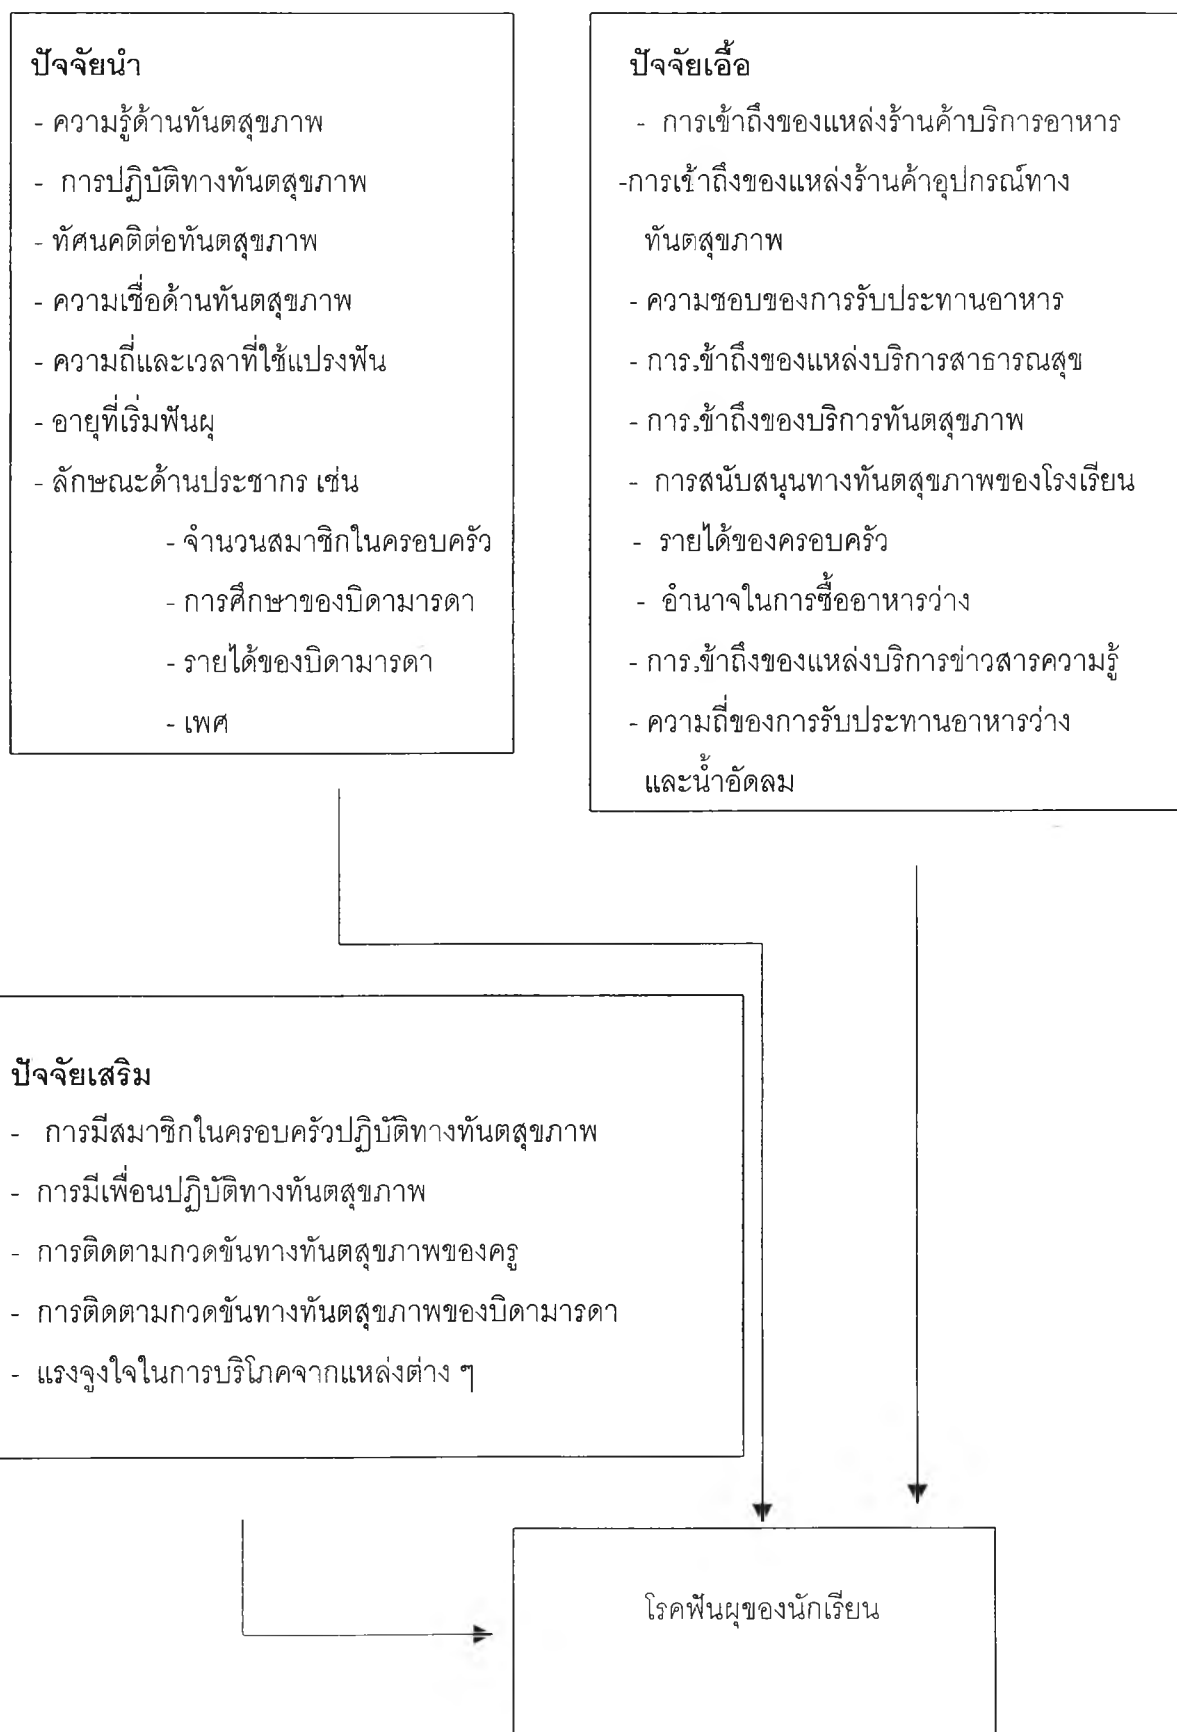 ปัจจัยนำ
- ความรู้ด้านทันตสุขภาพ
- การปฏิบัติทางทันตสุขภาพ
- ทัศนคติต่อทันตสุขภาพ
- ความเชื่อด้านทันตสุขภาพ
- ความถี่และเวลาที่ใช้แปรงฟัน
- อายุที่เริ่มฟันผุ
- ลักษณะด้านประชากร เช่น
- จำนวนสมาชิกในครอบครัว
- การศึกษาของบิดามารดา
- รายได้ของบิดามารดา
- เพศ
ปัจจัยเอื้อ
- การเข้าถึงของแหล่งร้านค้าบริการอาหาร
-การเข้าถึงของแหล่งร้านค้าอุปกรณ์ทาง
ทันตสุขภาพ
- ความชอบของการรับประทานอาหาร
- การเข้าถึงของแหล่งบริการสาธารณสุข
- การเข้าถึงของบริการทันตสุขภาพ
- การสนับสนุนทางทันตสุขภาพของโรงเรียน
- รายได้ของครอบครัว
- อำนาจในการซื้ออาหารว่าง
- การเข้าถึงของแหล่งบริการข่าวสารความรู้
- ความถี่ของการรับประทานอาหารว่าง
และน้ำอัดลม
ปัจจัยเสริม
- การมีสมาชิกในครอบครัวปฏิบัติทางทันตสุขภาพ
- การมีเพื่อนปฏิบัติทางทันตสุขภาพ
- การติดตามกวดขันทางทันตสุขภาพของครู
- การติดตามกวดขันทางทันตสุขภาพของบิดามารดา
- แรงจูงใจในการบริโภคจากแหล่งต่าง ๆ
โรคฟันผุของนักเรียน